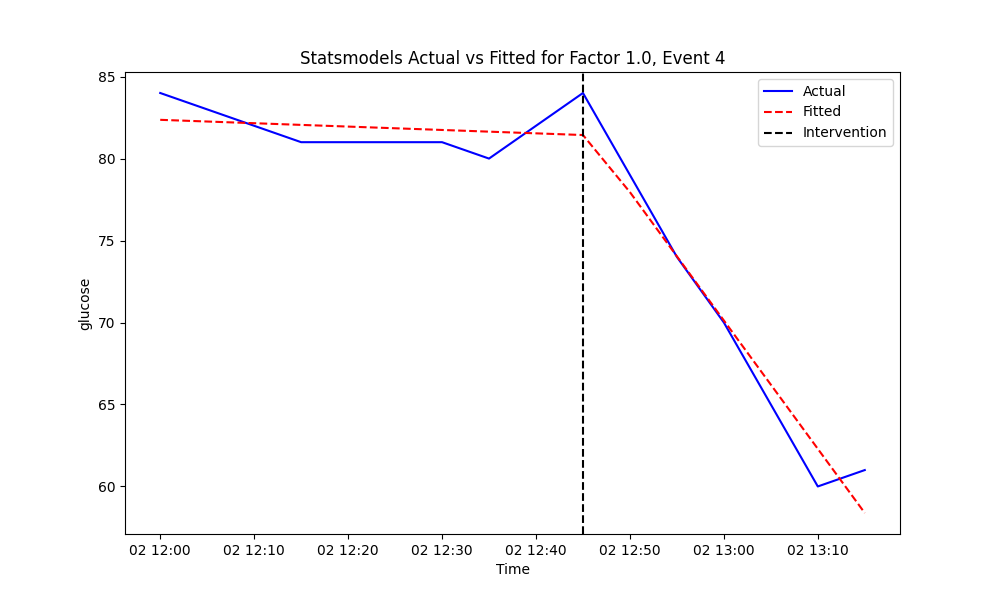 Statsmodels Actual vs Fitted for Factor 1.0, Event 4
85
80
75
70
65
60
glucose
Actual
Fitted
Intervention
02 12:00 02 12:10 02 12:20 02 12:30 02 12:40 02 12:50 02 13:00 02 13:10
Time